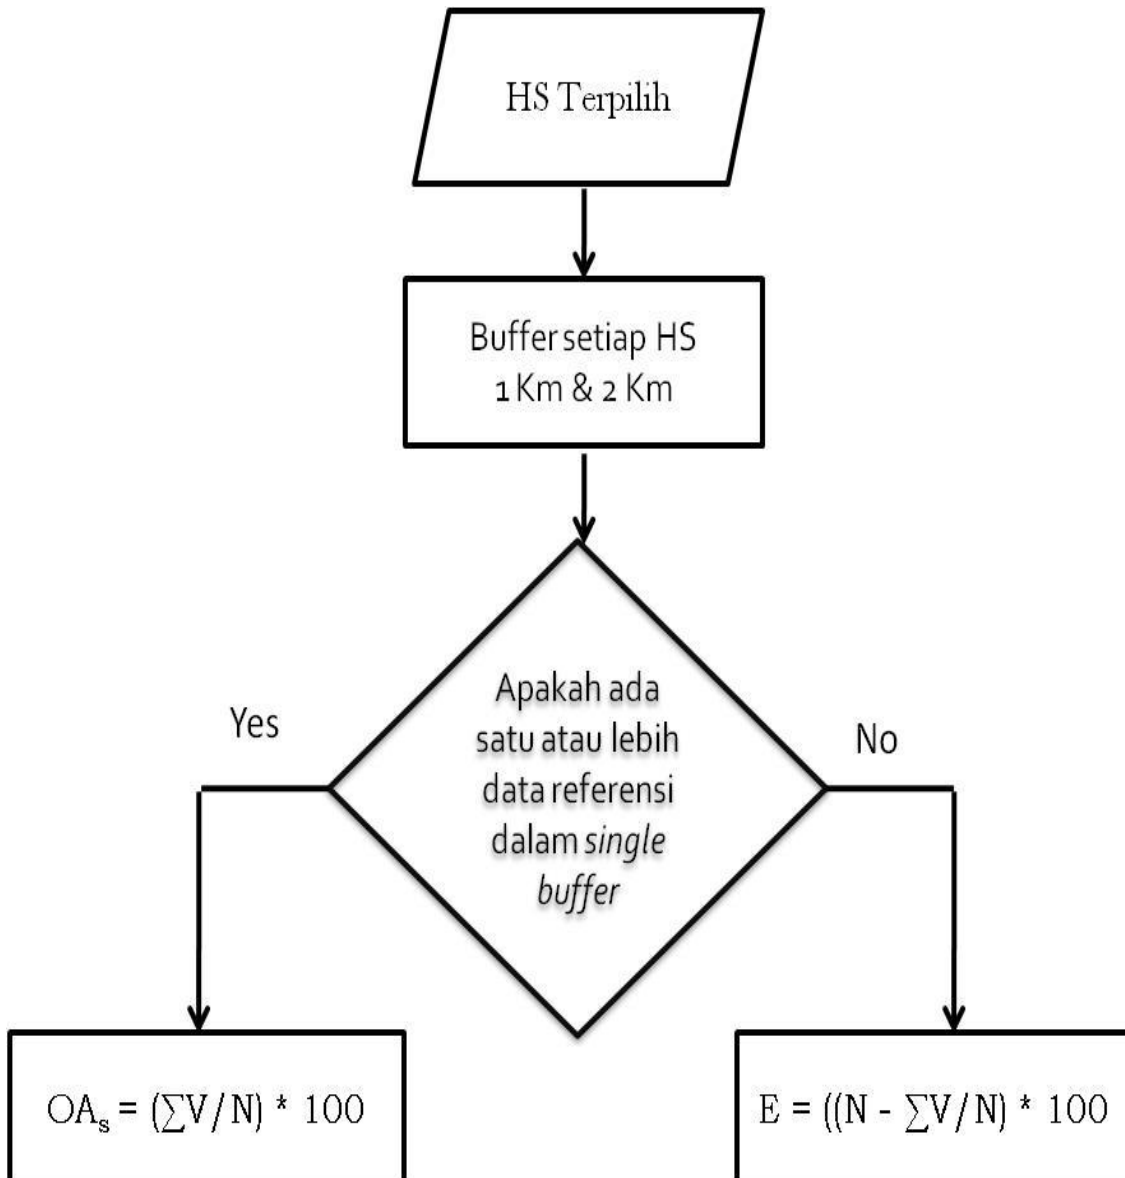 HS Terpilih
Buffer setiap HS
1 Km & 2 Km
Apakah ada
satu atau lebih
data referensi
dalam single
buffer
Yes
No
OAₛ = (∑V/N) * 100
E = ((N - ∑V/N) * 100